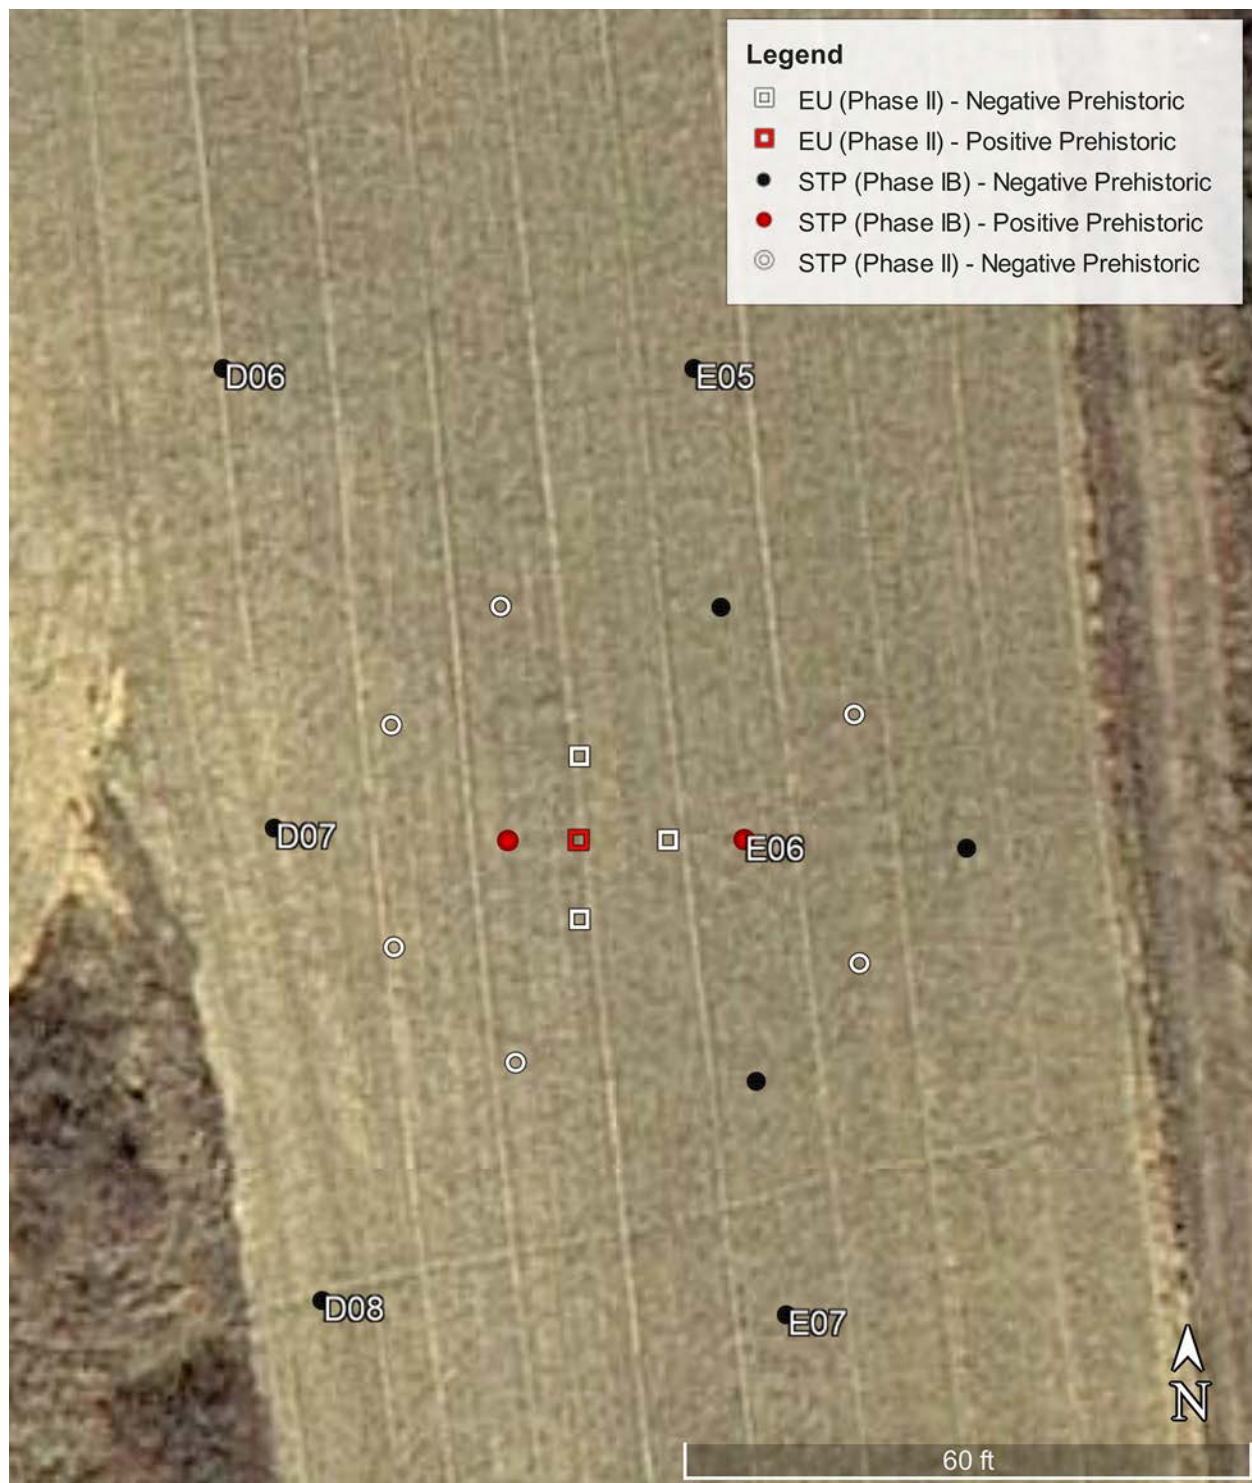 Legend
EU (Phase II) - Negative Prehistoric
EU (Phase II) - Positive Prehistoric
STP (Phase IB) - Negative Prehistoric
STP (Phase IB) - Positive Prehistoric
STP (Phase II) - Negative Prehistoric
D06
E05
D07
E06
D08
E07
N
60 ft